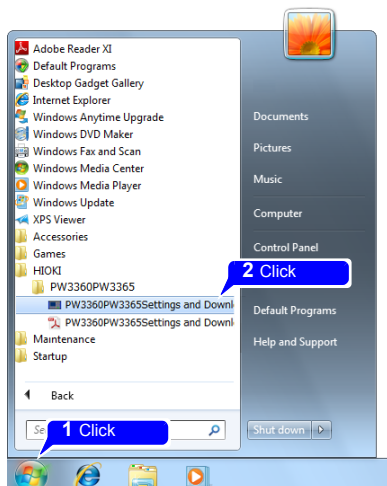 Adobe Reader XI
Default Programs
Desktop Gadget Gallery
Internet Explorer
Windows Anytime Upgrade
Windows DVD Maker
Windows Fax and Scan
Windows Media Center
Windows Media Player
Windows Update
XPS Viewer
Accessories
Games
HIOKI
PW3360PW3365
PW3360PW3365Settings and Downl
PW3360PW3365Settings and Downl
Maintenance
Startup
Back
Se
1 Click
Documents
Pictures
Music
Computer
Control Panel
2 Click
Default Programs
Help and Support
Shut down